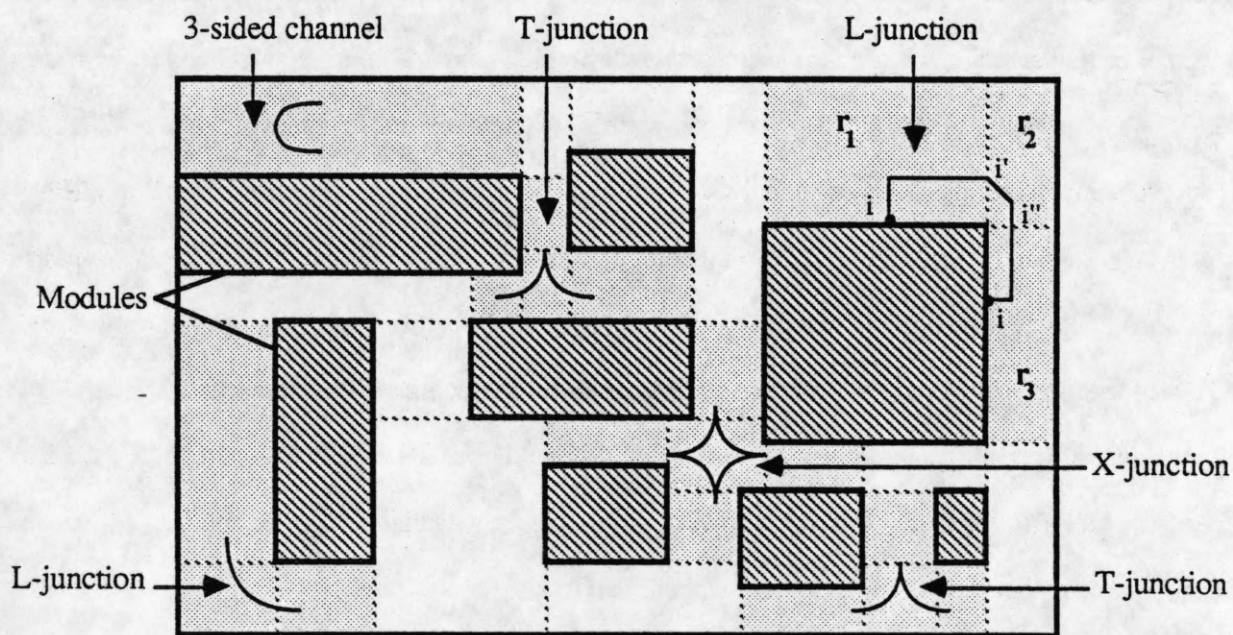 3-sided channel T-junction L-junction
r₁ r₂
i'
i i"
Modules i
r₃
X-junction
L-junction T-junction